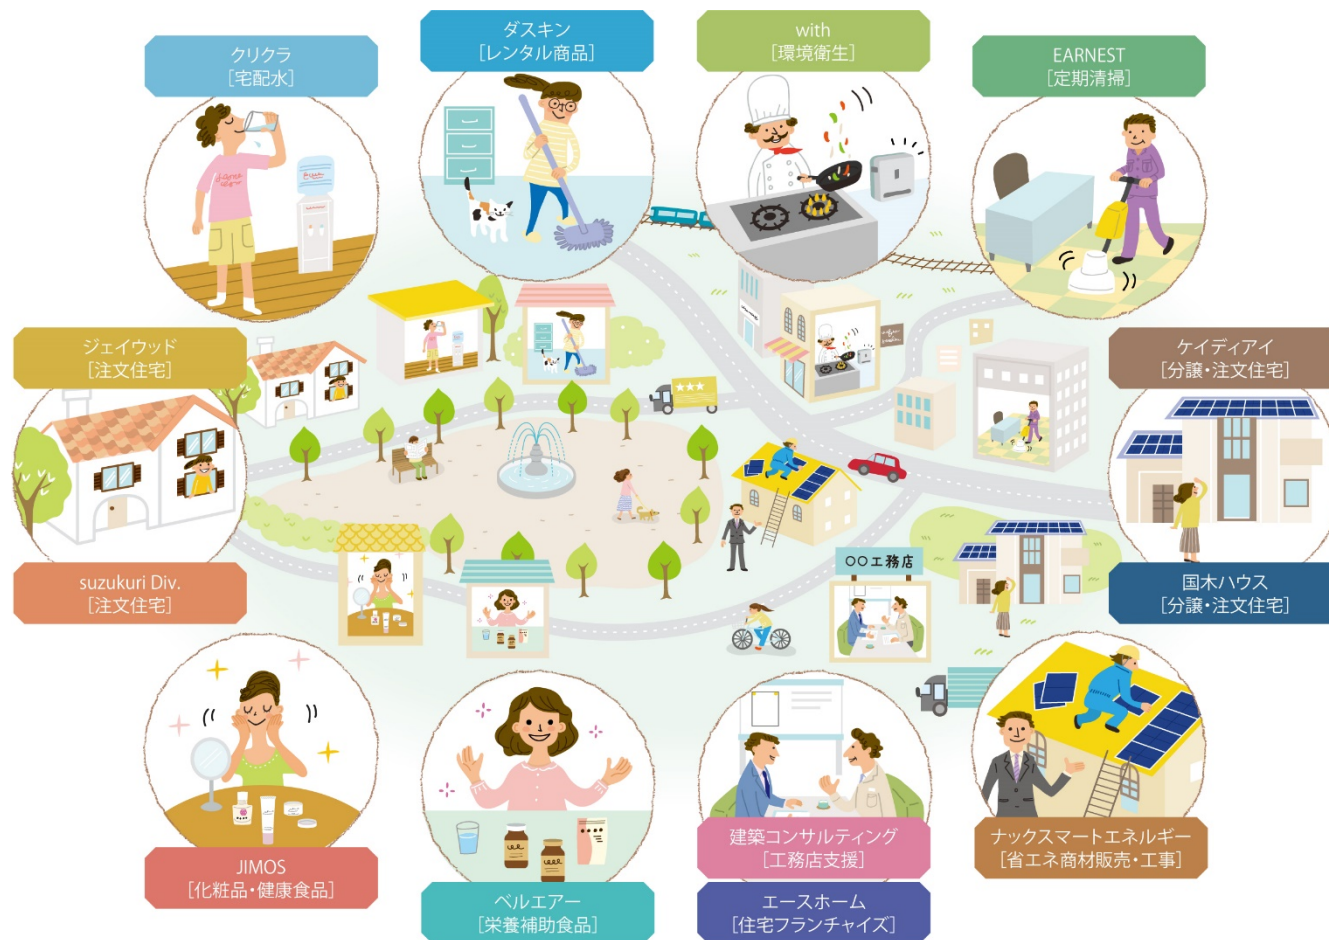 クリクラ
[宅配水]
ダスキン
[レンタル商品]
with
[環境衛生]
EARNEST
[定期清掃]
ジェイウッド
[注文住宅]
suzukuri Div.
[注文住宅]
ケイディアイ
[分譲・注文住宅]
国木ハウス
[分譲・注文住宅]
〇〇工務店
JIMOS
[化粧品・健康食品]
ベルエアー
[栄養補助食品]
建築コンサルティング
[工務店支援]
エースホーム
[住宅フランチャイズ]
ナックスマートエネルギー
[省エネ商材販売・工事]